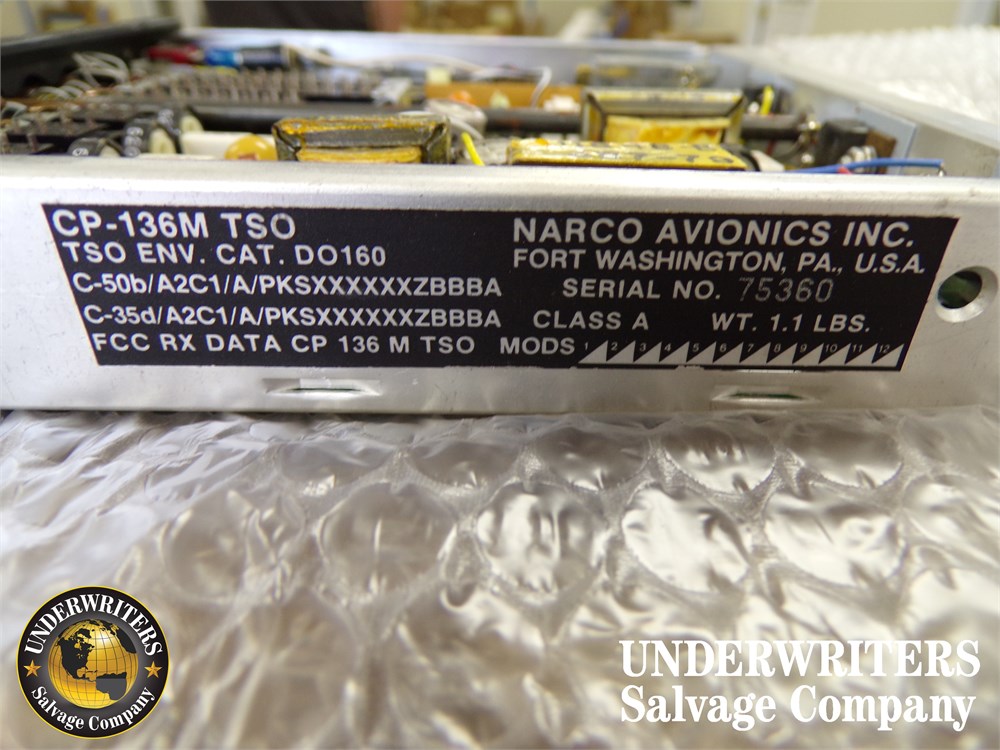 CP-136M TSO
TSO ENV. CAT. DO160
C-50b/A2C1/A/PKSXXXXXXZBBBA
C-35d/A2C1/A/PKSXXXXXXZBBBA
FCC RX DATA CP 136 M TSO
NARCO AVIONICS INC.
FORT WASHINGTON, PA., U.S.A.
SERIAL NO. 75360
CLASS A WT. 1.1 LBS.
MODS 1 2 3 4 5 6 7 8 9 10 11 12
UNDERWRITERS
Salvage Company
UNDERWRITERS
Salvage Company